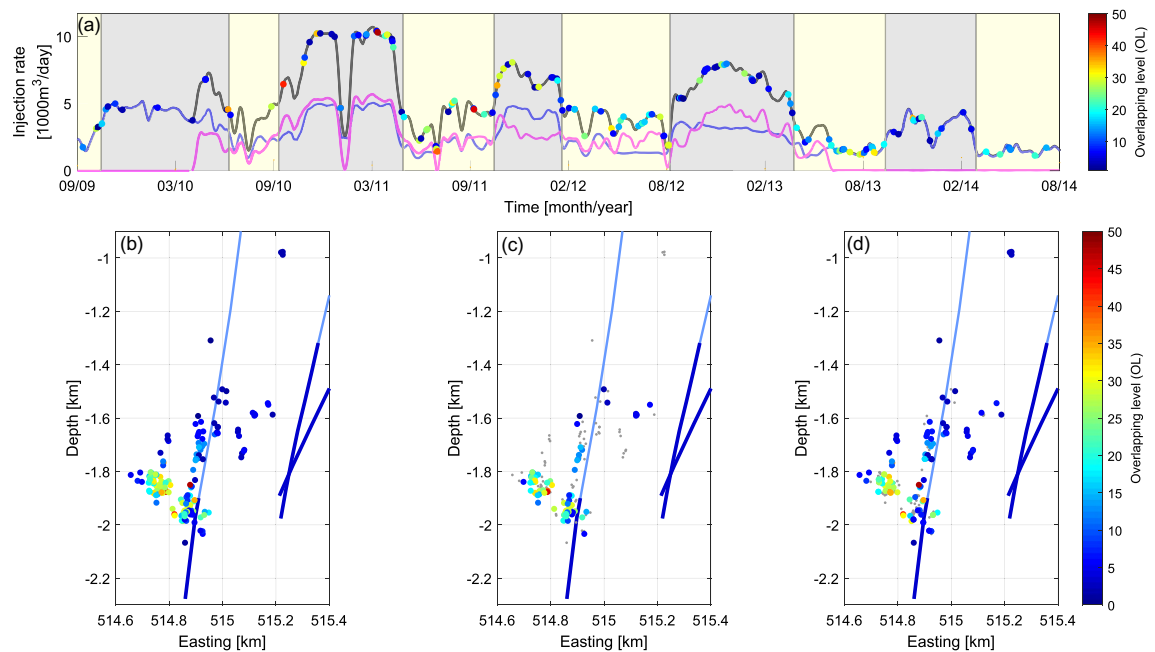 (a)
Injection rate
[1000m³/day]
10
5
0
09/09 03/10 09/10 03/11 09/11 02/12 08/12 02/13 08/13 02/14 08/14
Time [month/year]
50
40
30
20
10
Overlapping level (OL)
(b)
-1
-1.2
-1.4
-1.6
-1.8
-2
-2.2
Depth [km]
514.6 514.8 515 515.2 515.4
Easting [km]
(c)
-1
-1.2
-1.4
-1.6
-1.8
-2
-2.2
Depth [km]
514.6 514.8 515 515.2 515.4
Easting [km]
(d)
-1
-1.2
-1.4
-1.6
-1.8
-2
-2.2
Depth [km]
514.6 514.8 515 515.2 515.4
Easting [km]
50
45
40
35
30
25
20
15
10
5
0
Overlapping level (OL)